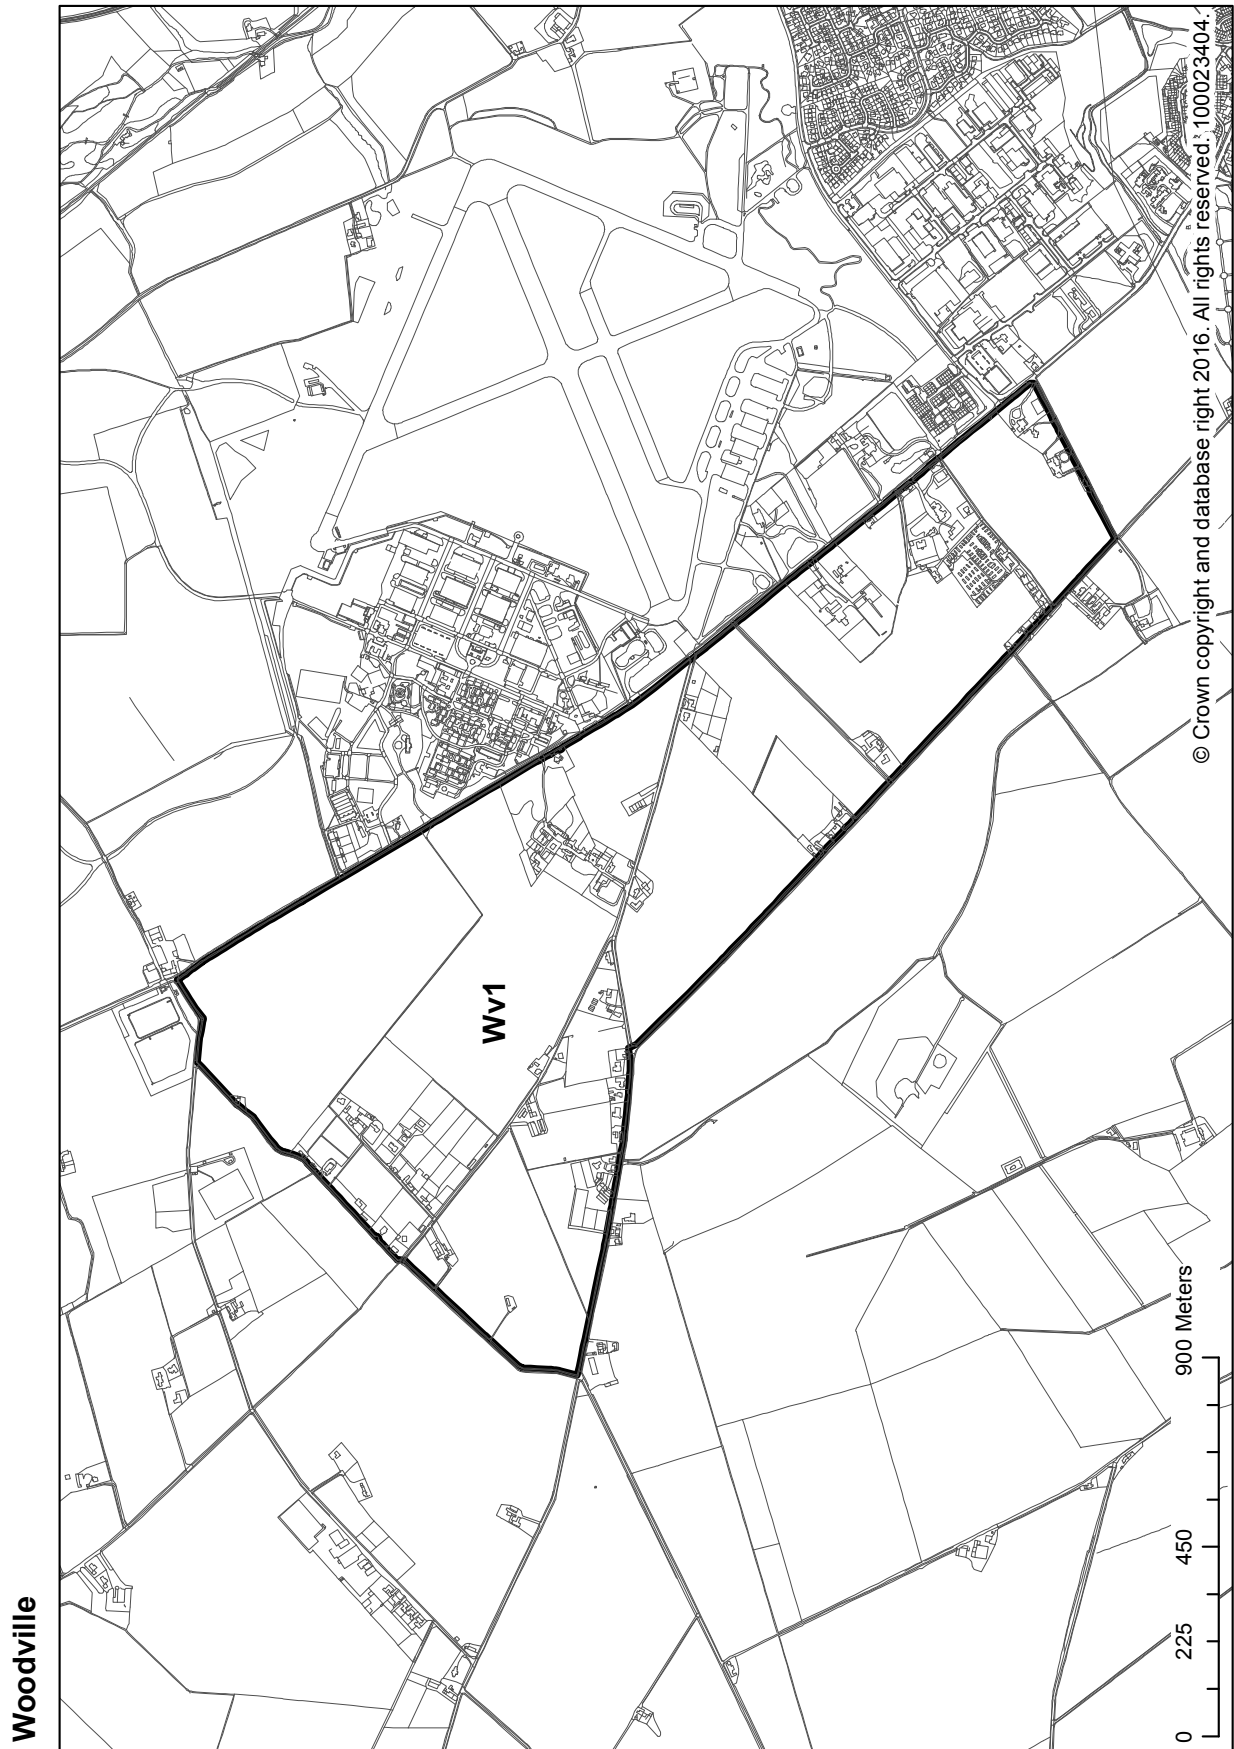 Woodville
Wv1
0 225 450 900 Meters
© Crown copyright and database right 2016. All rights reserved. 100023404.